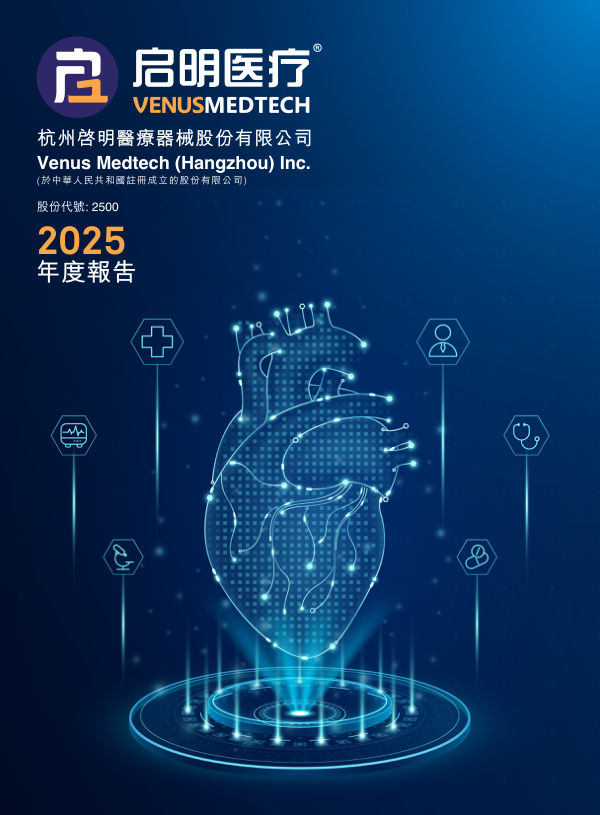 启明医疗®
VENUSMEDTECH
杭州啓明醫療器械股份有限公司
Venus Medtech (Hangzhou) Inc.
(於中華人民共和國註冊成立的股份有限公司)
股份代號: 2500
2025
年度報告